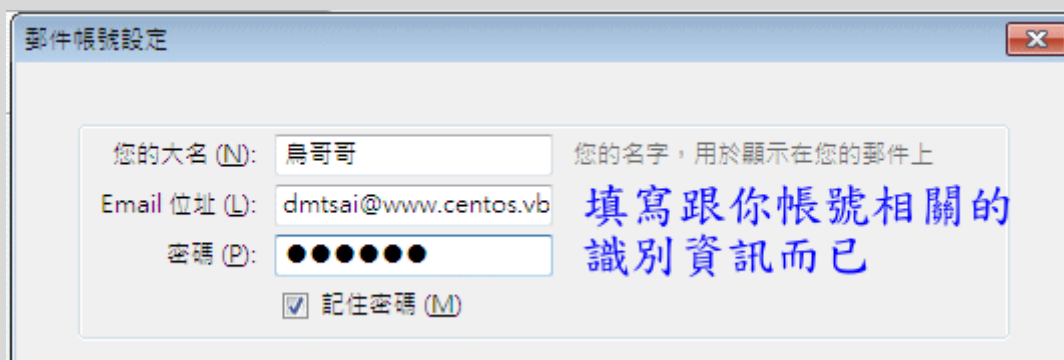 郵件帳號設定
您的大名 (N): 鳥哥哥 您的名字，用於顯示在您的郵件上
Email 位址 (L): dmtsai@www.centos.vb
填寫跟你帳號相關的
密碼 (P): ●●●●●●
識別資訊而已
記住密碼 (M)